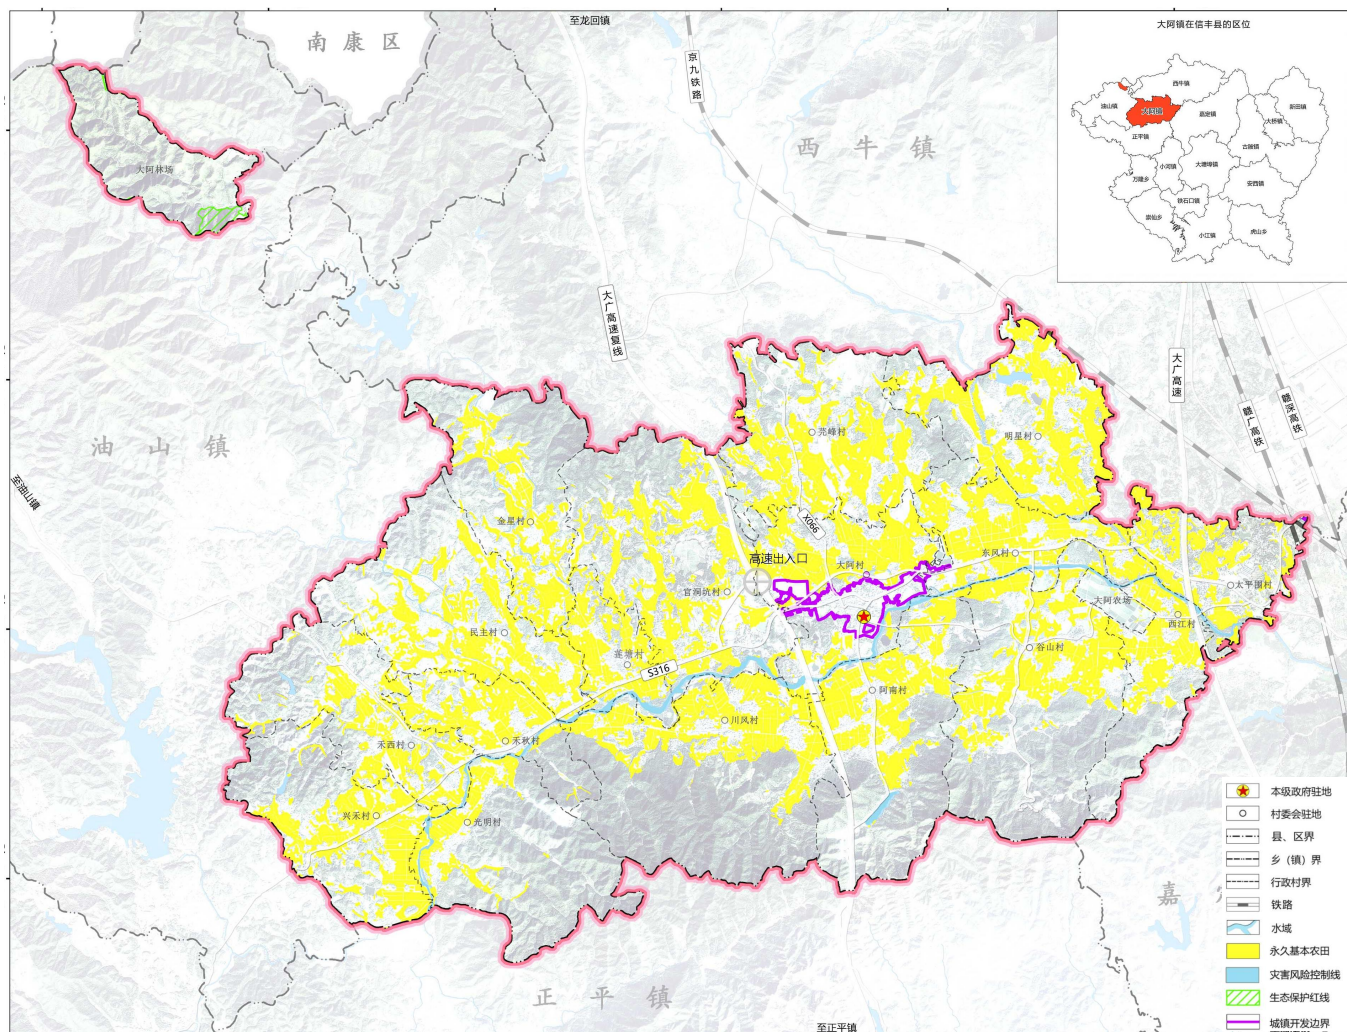 至龙回镇
南康区
京九铁路
大阿镇在信丰县的区位
西牛镇
油山镇
大阿镇
嘉定镇
新田镇
大桥镇
正平镇
古陂镇
小河镇
大塘埠镇
万隆乡
安西镇
铁石口镇
崇仙乡
小江镇
虎山乡
西牛镇
大阿林场
大广高速复线
大广高速
赣广高铁
赣深高铁
油山镇
至油山镇
莞峰村
明星村
金星村
X066
高速出入口
大阿村
东风村
官洞坑村
太平围村
大阿农场
西江村
民主村
莲塘村
谷山村
S316
阿南村
川风村
禾西村
禾秋村
兴禾村
光明村
嘉
正平镇
至正平镇
本级政府驻地
村委会驻地
县、区界
乡（镇）界
行政村界
铁路
水域
永久基本农田
灾害风险控制线
生态保护红线
城镇开发边界